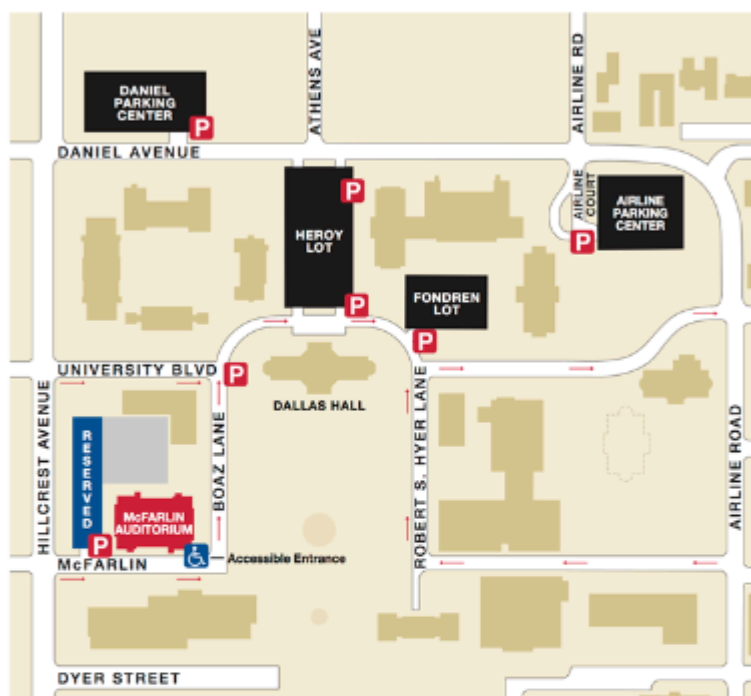 ATHENS AVE
AIRLINE RD
DANIEL
PARKING
CENTER
P
DANIEL AVENUE
P
HEROY
LOT
P
AIRLINE
COURT
AIRLINE
PARKING
CENTER
P
FONDREN
LOT
P
UNIVERSITY BLVD
P
DALLAS HALL
HILLCREST AVENUE
RESERVED
BOAZ LANE
ROBERT S. HYER LANE
AIRLINE ROAD
McFARLIN
AUDITORIUM
P
Accessible Entrance
McFARLIN
DYER STREET